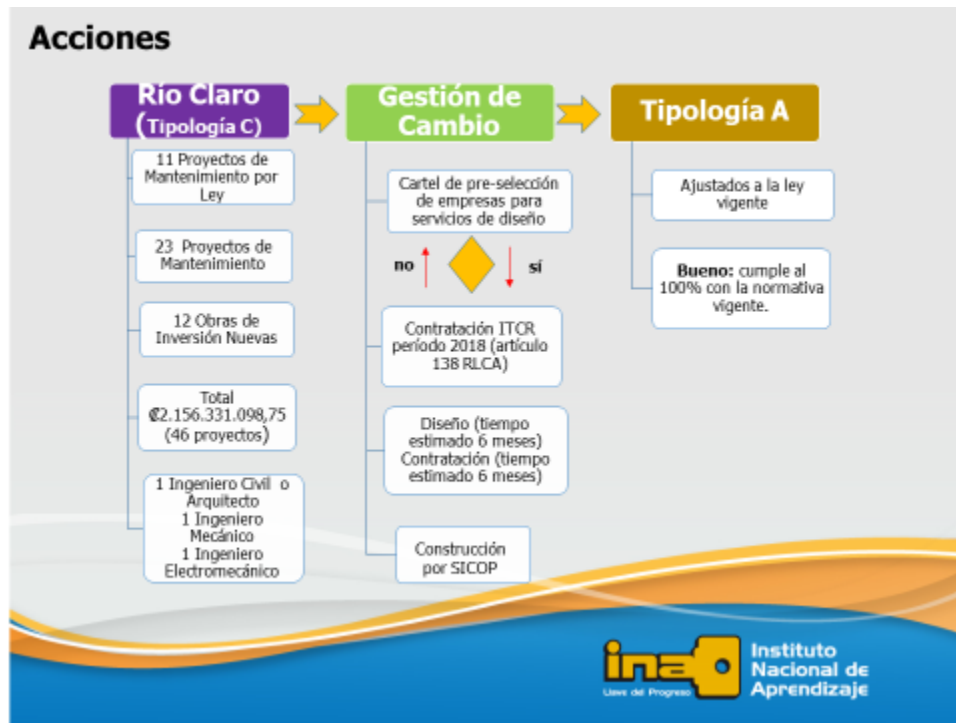 Acciones
Río Claro
(Tipología C)
11 Proyectos de
Mantenimiento por
Ley
23 Proyectos de
Mantenimiento
12 Obras de
Inversión Nuevas
Total
₡2.156.331.098,75
(46 proyectos)
1 Ingeniero Civil o
Arquitecto
1 Ingeniero
Mecánico
1 Ingeniero
Electromecánico
Gestión de
Cambio
Cartel de pre-selección
de empresas para
servicios de diseño
no
sí
Contratación ITCR
período 2018 (artículo
138 RLCA)
Diseño (tiempo
estimado 6 meses)
Contratación (tiempo
estimado 6 meses)
Construcción
por SICOP
Tipología A
Ajustados a la ley
vigente
Bueno: cumple al
100% con la normativa
vigente.
ina
Llave del Progreso
Instituto
Nacional de
Aprendizaje